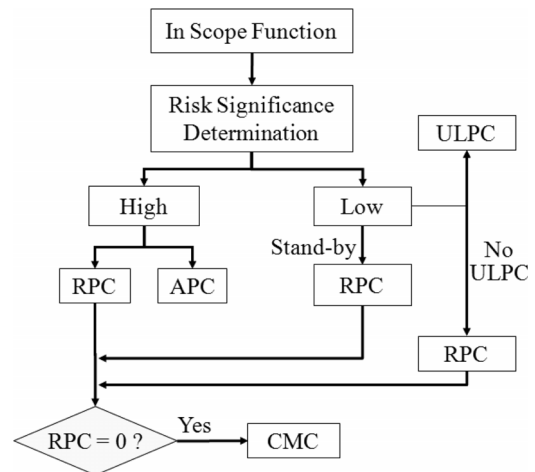 In Scope Function
Risk Significance
Determination
ULPC
High
Low
Stand-by
No
ULPC
RPC
APC
RPC
RPC
RPC = 0 ?
Yes
CMC